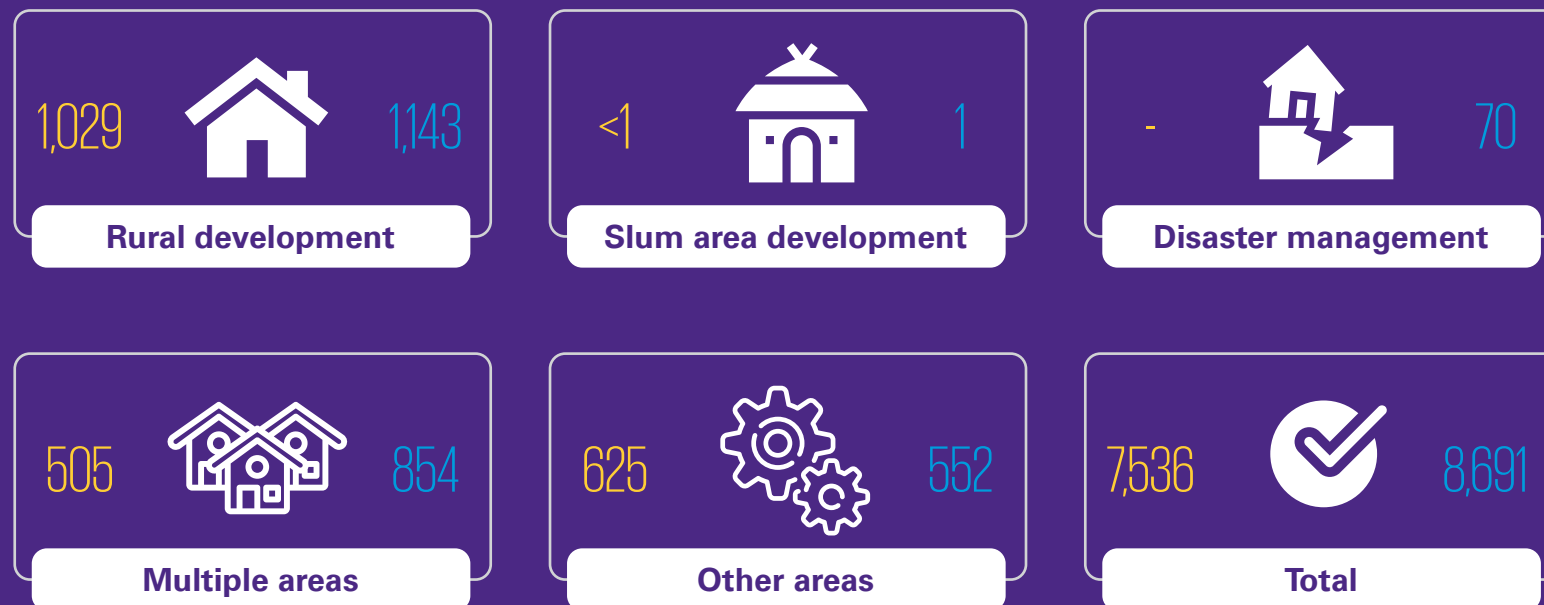 1,029 1,143
Rural development
<1 1
Slum area development
- 70
Disaster management
505 854
Multiple areas
625 552
Other areas
7,536 8,691
Total